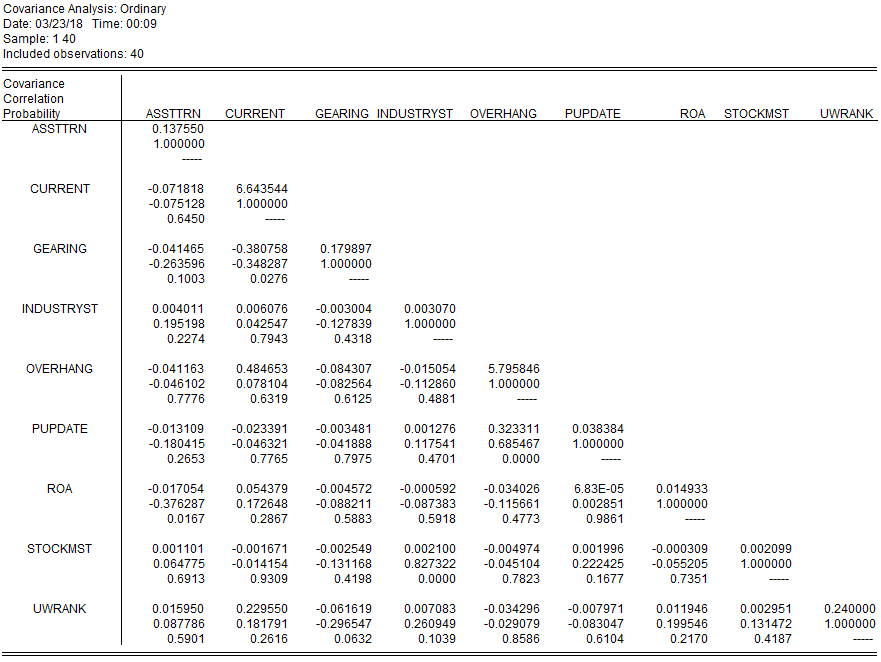 Covariance Analysis: Ordinary
Date: 03/23/18 Time: 00:09
Sample: 1 40
Included observations: 40
Covariance
Correlation
Probability ASSTTRN CURRENT GEARING INDUSTRYST OVERHANG PUPDATE ROA STOCKMST UWRANK
ASSTTRN 0.137550
1.000000
-----
CURRENT -0.071818 6.643544
-0.075128 1.000000
0.6450 -----
GEARING -0.041465 -0.380758 0.179897
-0.263596 -0.348287 1.000000
0.1003 0.0276 -----
INDUSTRYST 0.004011 0.006076 -0.003004 0.003070
0.195198 0.042547 -0.127839 1.000000
0.2274 0.7943 0.4318 -----
OVERHANG -0.041163 0.484653 -0.084307 -0.015054 5.795846
-0.046102 0.078104 -0.082564 -0.112860 1.000000
0.7776 0.6319 0.6125 0.4881 -----
PUPDATE -0.013109 -0.023391 -0.003481 0.001276 0.323311 0.038384
-0.180415 -0.046321 -0.041888 0.117541 0.685467 1.000000
0.2653 0.7765 0.7975 0.4701 0.0000 -----
ROA -0.017054 0.054379 -0.004572 -0.000592 -0.034026 6.83E-05 0.014933
-0.376287 0.172648 -0.088211 -0.087383 -0.115661 0.002851 1.000000
0.0167 0.2867 0.5883 0.5918 0.4773 0.9861 -----
STOCKMST 0.001101 -0.001671 -0.002549 0.002100 -0.004974 0.001996 -0.000309 0.002099
0.064775 -0.014154 -0.131168 0.827322 -0.045104 0.222425 -0.055205 1.000000
0.6913 0.9309 0.4198 0.0000 0.7823 0.1677 0.7351 -----
UWRANK 0.015950 0.229550 -0.061619 0.007083 -0.034296 -0.007971 0.011946 0.002951 0.240000
0.087786 0.181791 -0.296547 0.260949 -0.029079 -0.083047 0.199546 0.131472 1.000000
0.5901 0.2616 0.0632 0.1039 0.8586 0.6104 0.2170 0.4187 -----